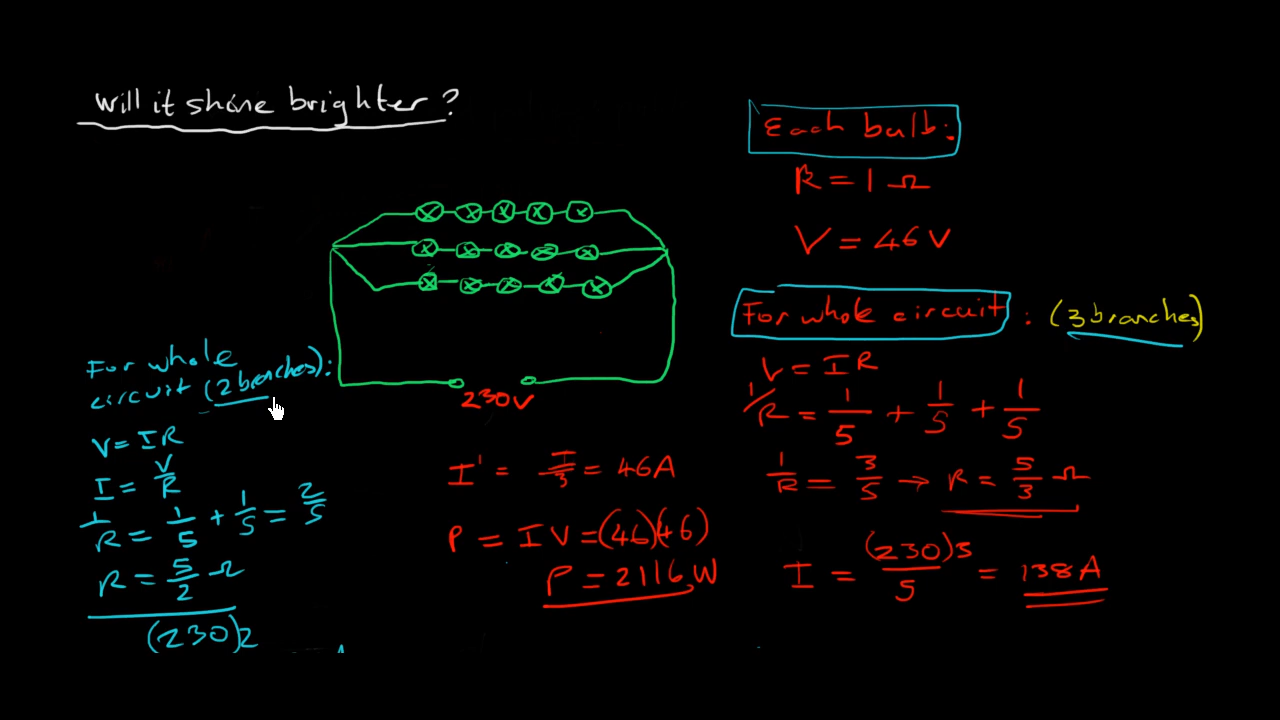 Will it shine brighter?
Each bulb:
R = 1 Ω
V = 46 V
230V
For whole circuit: (3 branches)
V = IR
1/R = 1/5 + 1/5 + 1/5
1/R = 3/5 → R = 5/3 Ω
I = (230)3/5 = 138A
I' = I/3 = 46A
P = IV = (46)(46)
P = 2116 W
For whole
circuit (2 branches):
V = IR
I = V/R
1/R = 1/5 + 1/5 = 2/5
R = 5/2 Ω
(230)2